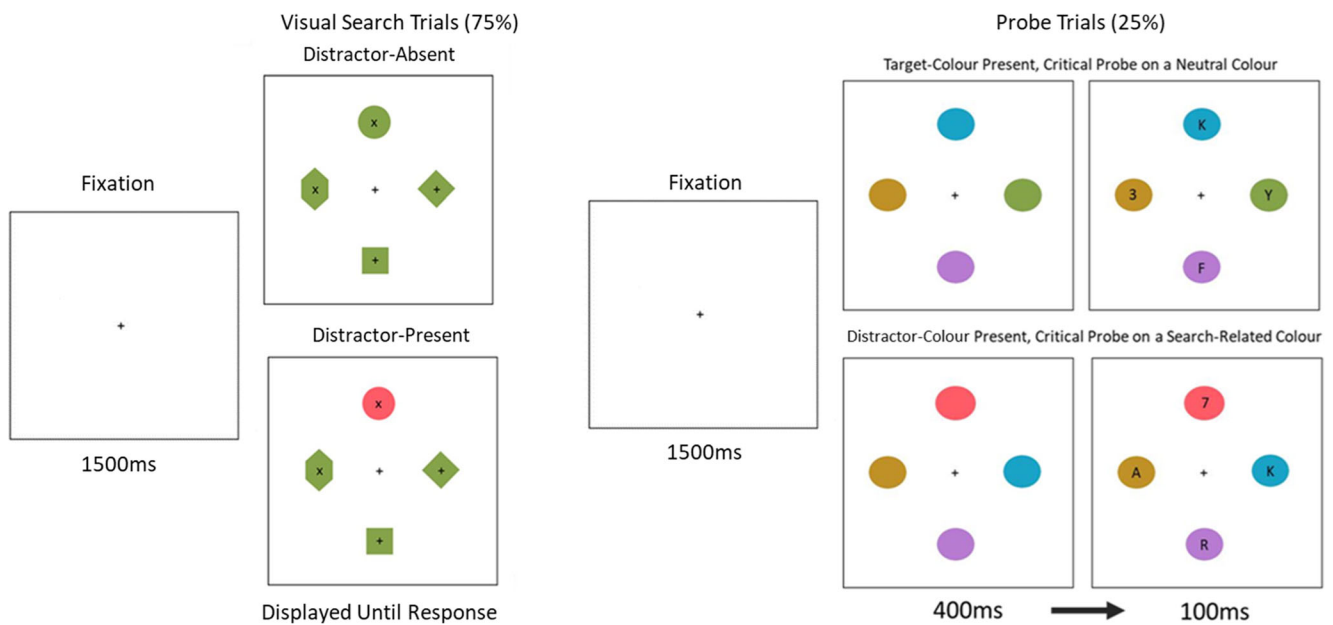 Visual Search Trials (75%)
Distractor-Absent
x
x
+
+
+
Fixation
+
1500ms
Distractor-Present
x
x
+
+
+
Displayed Until Response
Probe Trials (25%)
Fixation
+
1500ms
Target-Colour Present, Critical Probe on a Neutral Colour
+
K
3
+
Y
F
Distractor-Colour Present, Critical Probe on a Search-Related Colour
+
7
A
+
K
R
400ms
100ms